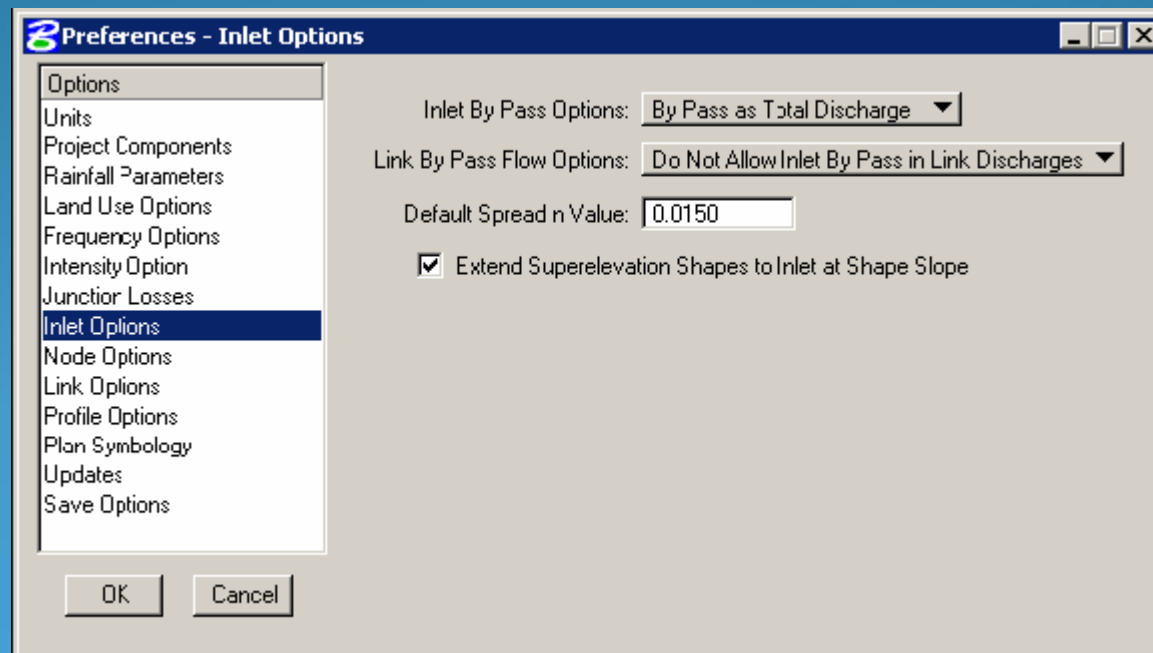 Preferences - Inlet Options
Options
Units
Project Components
Rainfall Parameters
Land Use Options
Frequency Options
Intensity Option
Junction Losses
Inlet Options
Node Options
Link Options
Profile Options
Plan Symbology
Updates
Save Options
OK Cancel
Inlet By Pass Options: By Pass as Total Discharge
Link By Pass Flow Options: Do Not Allow Inlet By Pass in Link Discharges
Default Spread n Value: 0.0150
Extend Superelevation Shapes to Inlet at Shape Slope